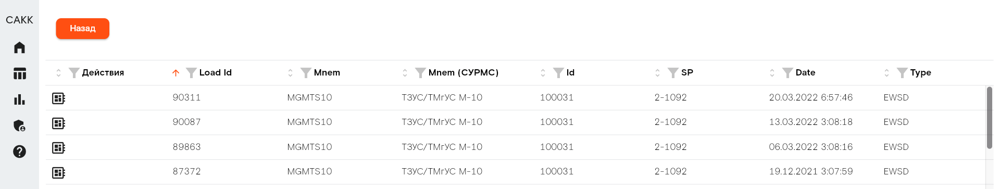 САКК
Назад
Действия Load Id Mnem Mnem (СУРМС) Id SP Date Type
90311 MGMTS10 ТЗУС/ТМгУС М-10 100031 2-1092 20.03.2022 6:57:46 EWSD
90087 MGMTS10 ТЗУС/ТМгУС М-10 100031 2-1092 13.03.2022 3:08:18 EWSD
89863 MGMTS10 ТЗУС/ТМгУС М-10 100031 2-1092 06.03.2022 3:08:16 EWSD
87372 MGMTS10 ТЗУС/ТМгУС М-10 100031 2-1092 19.12.2021 3:07:59 EWSD